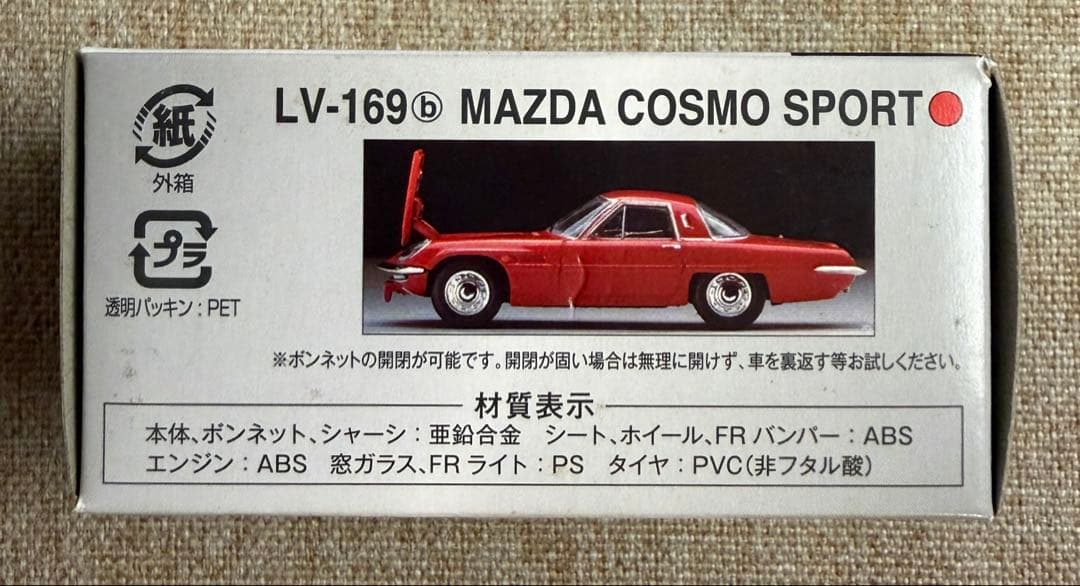 LV-169ⓑ MAZDA COSMO SPORT
紙
外箱
プラ
透明パッキン：PET
※ボンネットの開閉が可能です。開閉が固い場合は無理に開けず、車を裏返す等お試しください。
材質表示
本体、ボンネット、シャーシ：亜鉛合金　シート、ホイール、FRバンパー：ABS
エンジン：ABS　窓ガラス、FRライト：PS　タイヤ：PVC（非フタル酸）